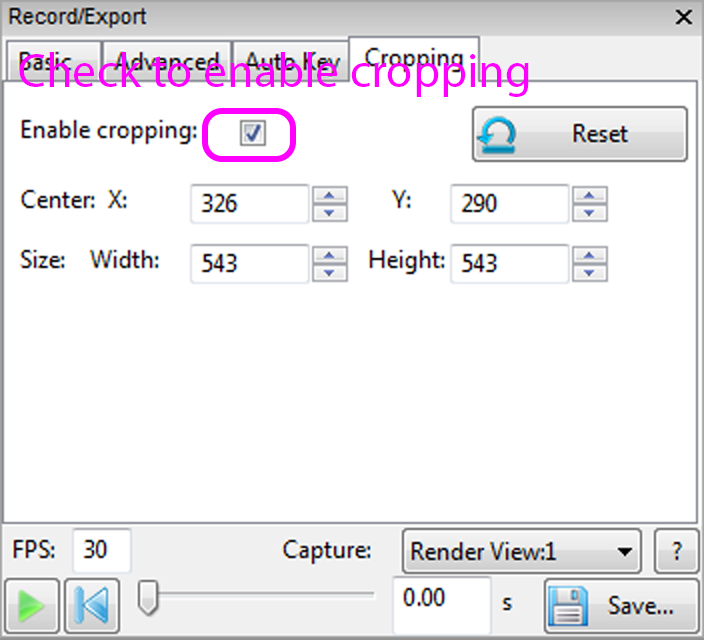 Record/Export
Basic Advanced Auto Key Cropping
Check to enable cropping
Enable cropping: Reset
Center: X: 326 Y: 290
Size: Width: 543 Height: 543
FPS: 30 Capture: Render View:1 ?
0.00 s Save...